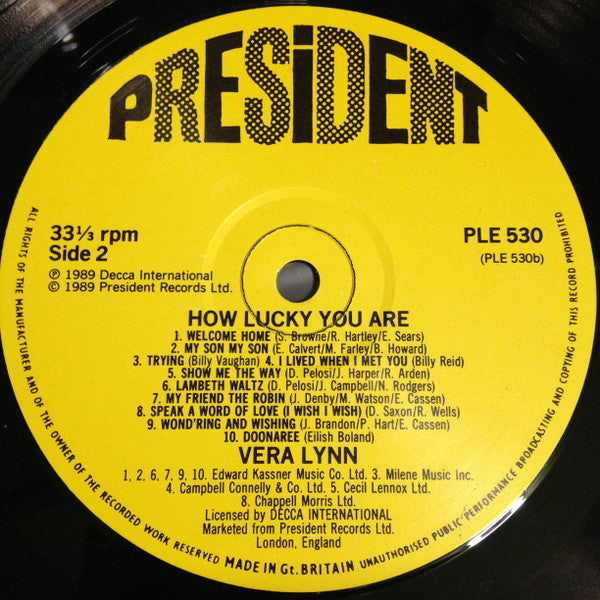 PRESiDENT
33⅓ rpm
Side 2
PLE 530
(PLE 530b)
℗ 1989 Decca International
© 1989 President Records Ltd.
HOW LUCKY YOU ARE
1. WELCOME HOME (S. Browne/R. Hartley/E. Sears)
2. MY SON MY SON (E. Calvert/M. Farley/B. Howard)
3. TRYING (Billy Vaughan) 4. I LIVED WHEN I MET YOU (Billy Reid)
5. SHOW ME THE WAY (D. Pelosi/J. Harper/R. Arden)
6. LAMBETH WALTZ (D. Pelosi/J. Campbell/N. Rodgers)
7. MY FRIEND THE ROBIN (J. Denby/M. Watson/E. Cassen)
8. SPEAK A WORD OF LOVE (I WISH I WISH) (D. Saxon/R. Wells)
9. WOND'RING AND WISHING (J. Brandon/P. Hart/E. Cassen)
10. DOONAREE (Eilish Boland)
VERA LYNN
1, 2, 6, 7, 9, 10. Edward Kassner Music Co. Ltd. 3. Milene Music Inc.
4. Campbell Connelly & Co. Ltd. 5. Cecil Lennox Ltd.
8. Chappell Morris Ltd.
Licensed by DECCA INTERNATIONAL
Marketed from President Records Ltd.
London, England
ALL RIGHTS OF THE MANUFACTURER AND OF THE OWNER OF THE RECORDED WORK RESERVED MADE IN Gt. BRITAIN UNAUTHORISED PUBLIC PERFORMANCE BROADCASTING AND COPYING OF THIS RECORD PROHIBITED